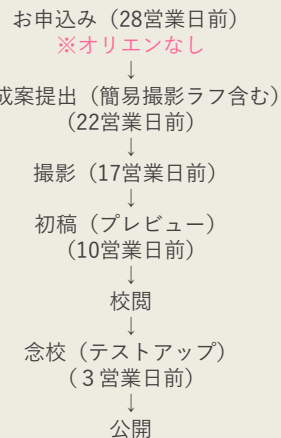 お申込み（28営業日前）
※オリエンなし
↓
成案提出（簡易撮影ラフ含む）
（22営業日前）
↓
撮影（17営業日前）
↓
初稿（プレビュー）
（10営業日前）
↓
校閲
↓
念校（テストアップ）
（３営業日前）
↓
公開